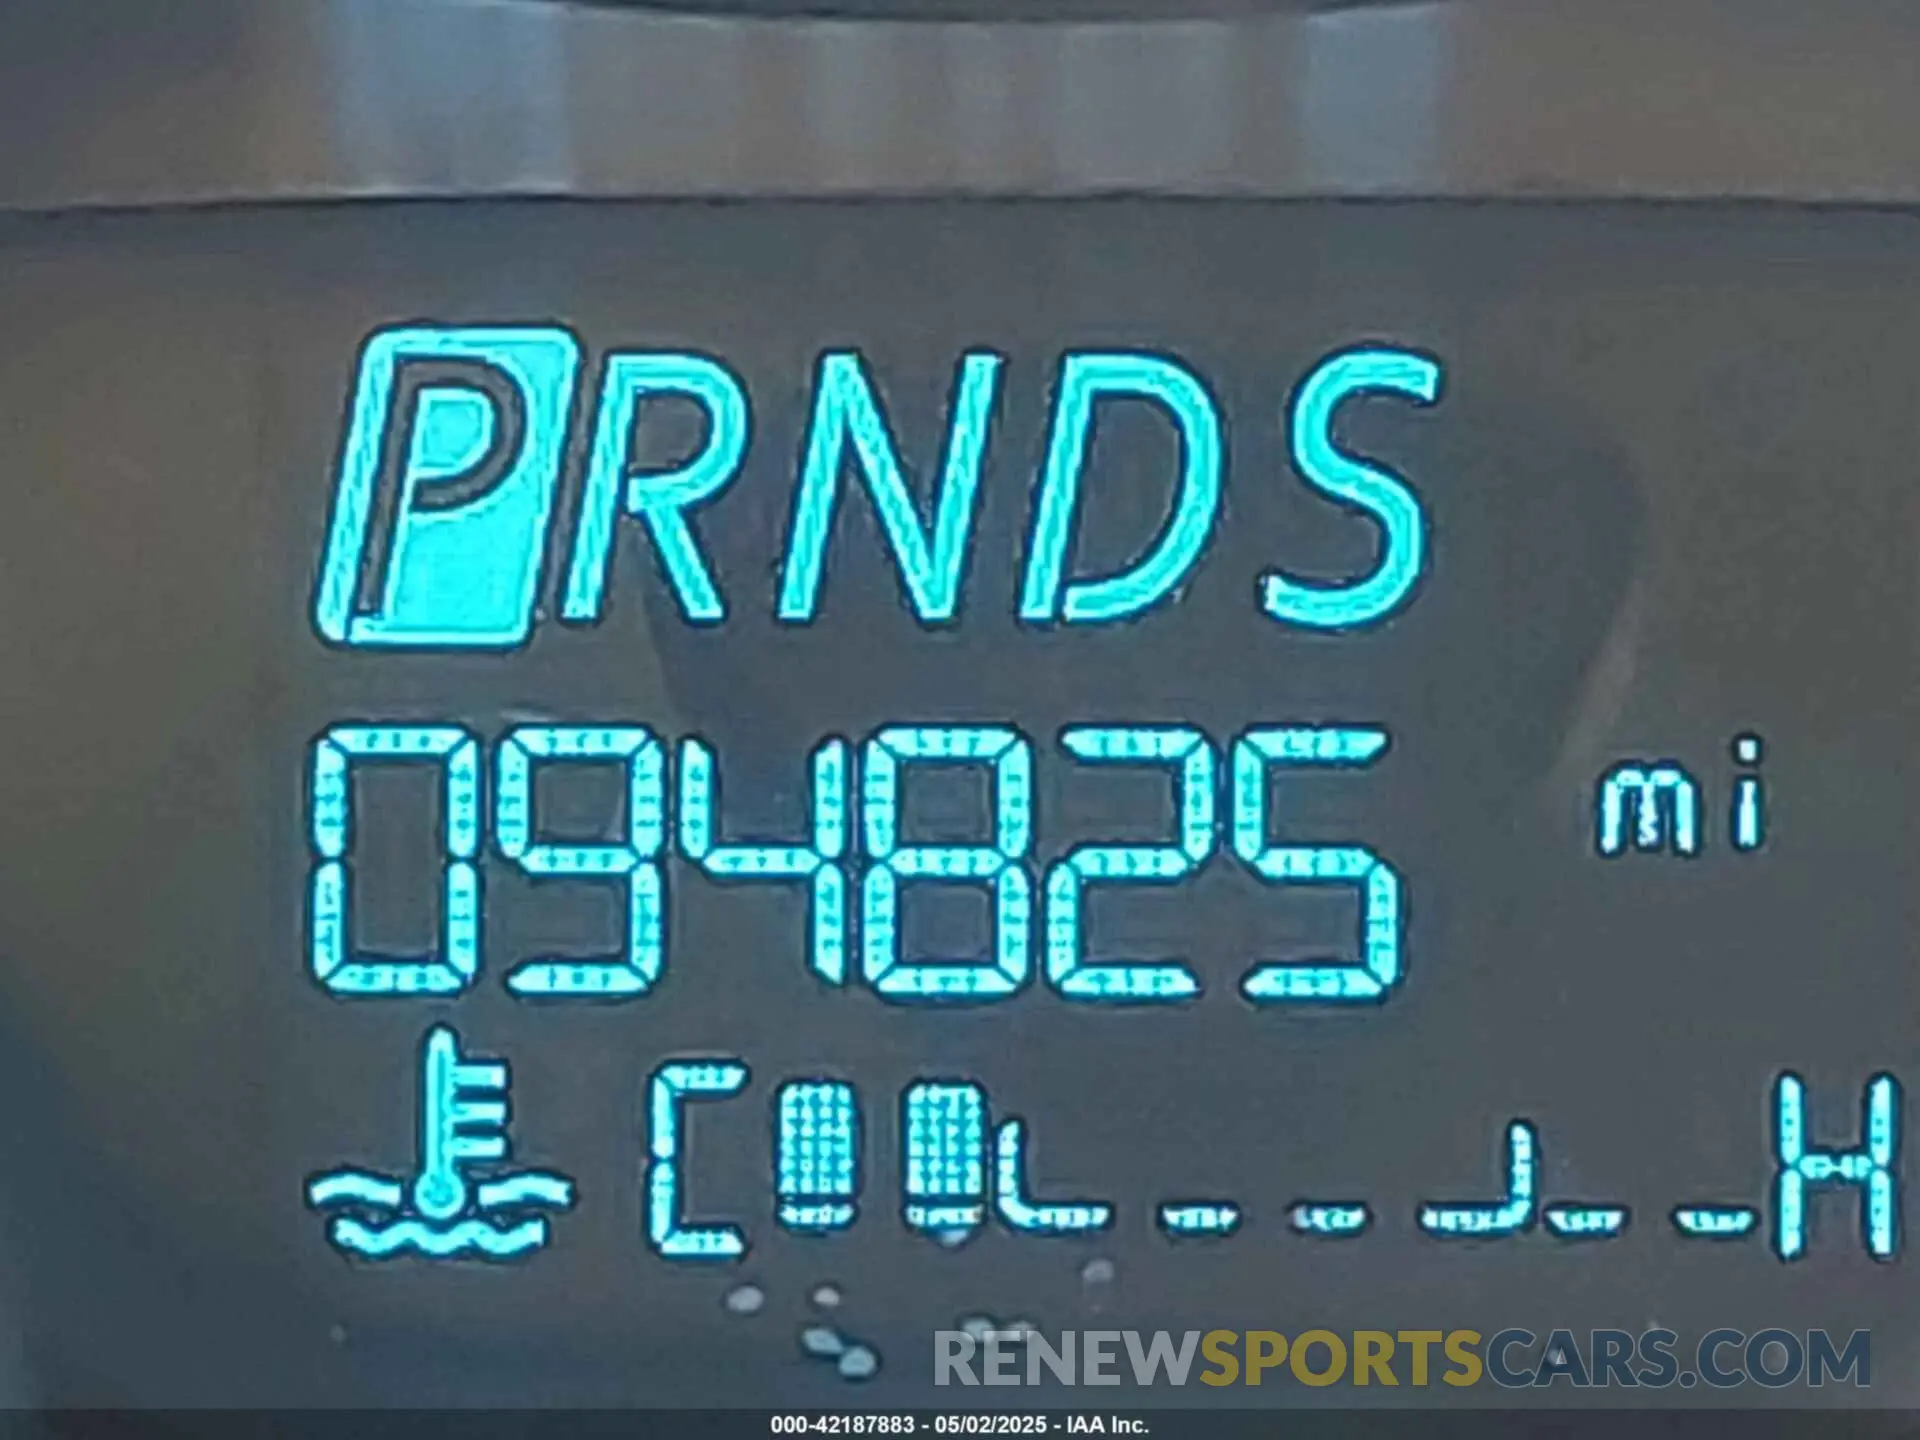 PRNDS
094825 mi
C H
RENEWSPORTSCARS.COM
000-42187883 - 05/02/2025 - IAA Inc.